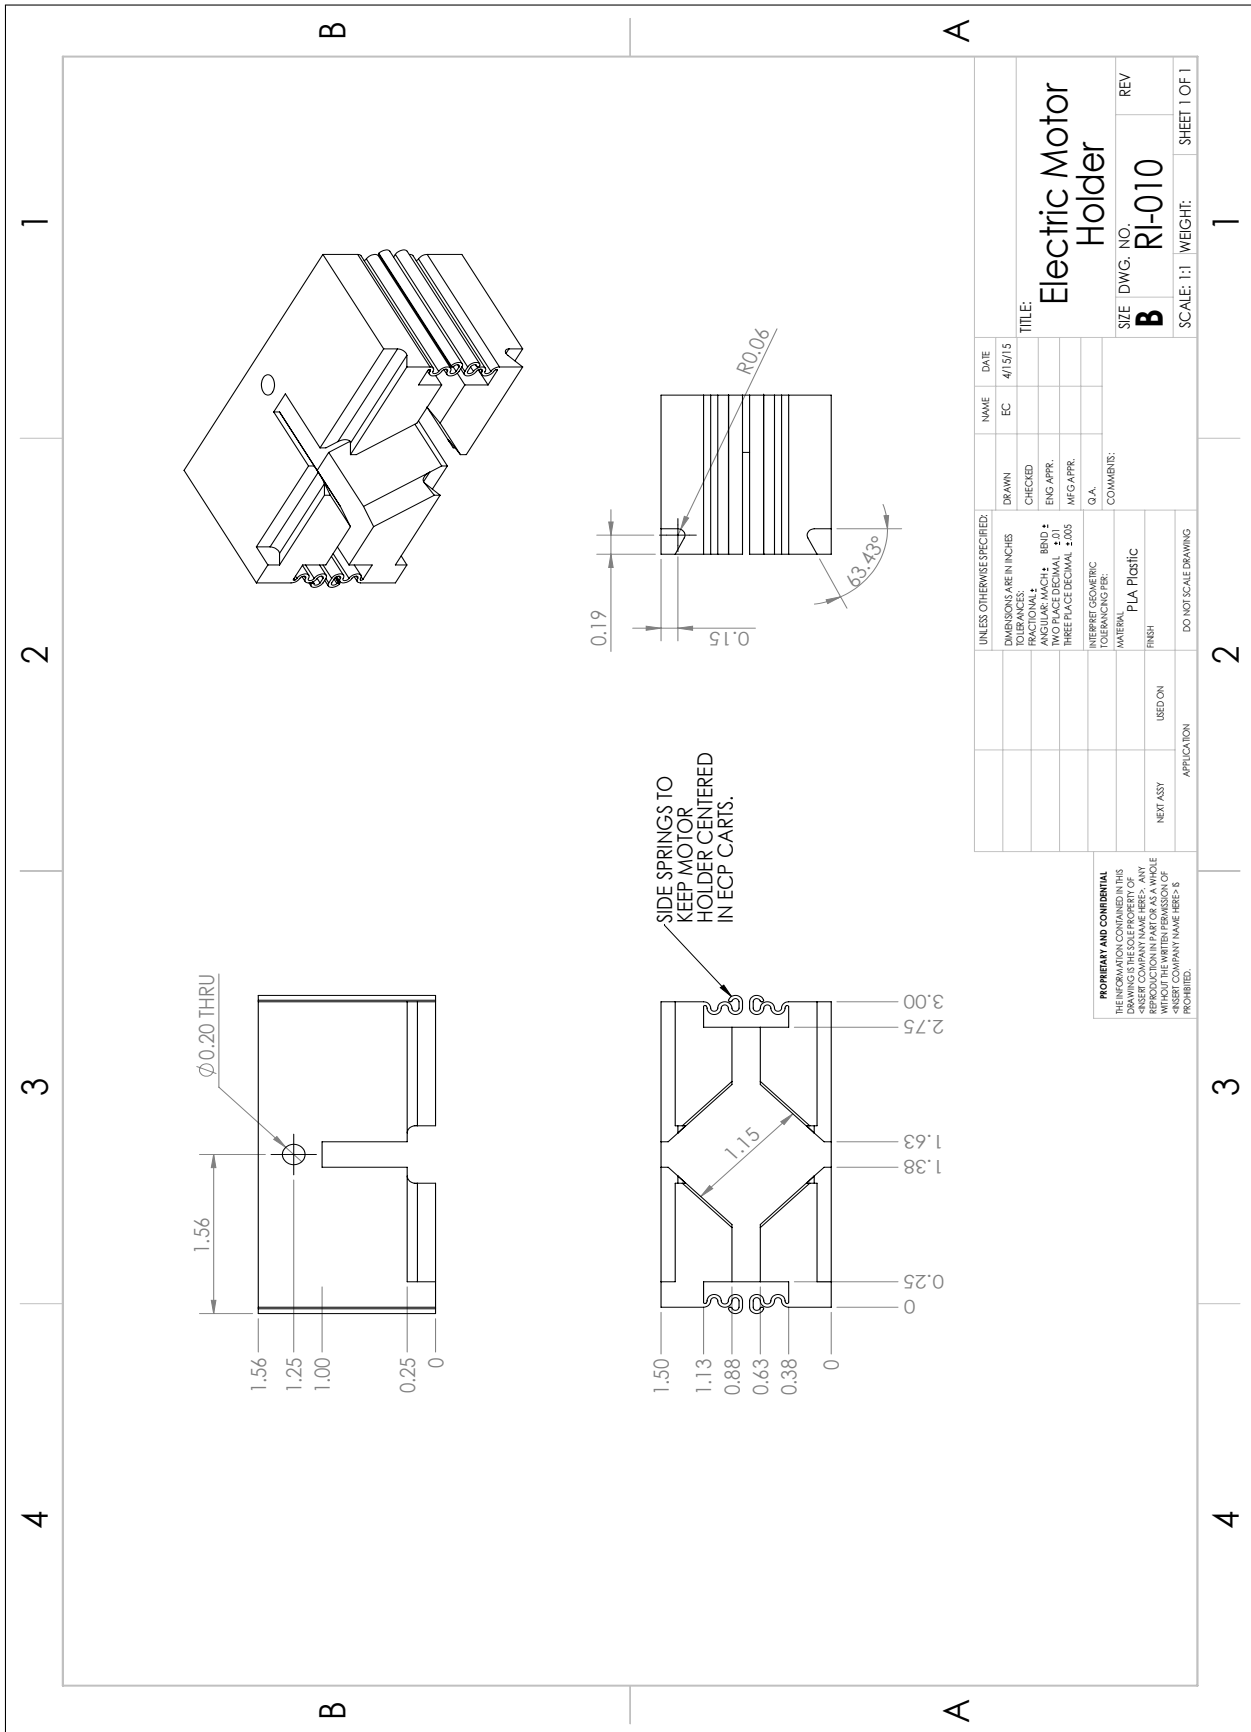 4
3
2
1
B
B
A
A
1.56
Ø0.20 THRU
1.56
1.25
1.00
0.25
0
SIDE SPRINGS TO
KEEP MOTOR
HOLDER CENTERED
IN ECP CARTS.
1.50
1.13
0.88
0.63
0.38
0
0
0.25
1.38
1.63
2.75
3.00
1.15
0.19
0.15
R0.06
63.43°
PROPRIETARY AND CONFIDENTIAL
THE INFORMATION CONTAINED IN THIS
DRAWING IS THE SOLE PROPERTY OF
<INSERT COMPANY NAME HERE>. ANY
REPRODUCTION IN PART OR AS A WHOLE
WITHOUT THE WRITTEN PERMISSION OF
<INSERT COMPANY NAME HERE> IS
PROHIBITED.
NEXT ASSY
USED ON
APPLICATION
UNLESS OTHERWISE SPECIFIED:
DIMENSIONS ARE IN INCHES
TOLERANCES:
FRACTIONAL ±
ANGULAR: MACH ± BEND ±
TWO PLACE DECIMAL ±.01
THREE PLACE DECIMAL ±.005
INTERPRET GEOMETRIC
TOLERANCING PER:
MATERIAL
PLA Plastic
FINISH
DO NOT SCALE DRAWING
NAME
DATE
DRAWN
EC
4/15/15
CHECKED
ENG APPR.
MFG APPR.
Q.A.
COMMENTS:
TITLE:
Electric Motor
Holder
SIZE
B
DWG. NO.
RI-010
REV
SCALE: 1:1
WEIGHT:
SHEET 1 OF 1
4
3
2
1